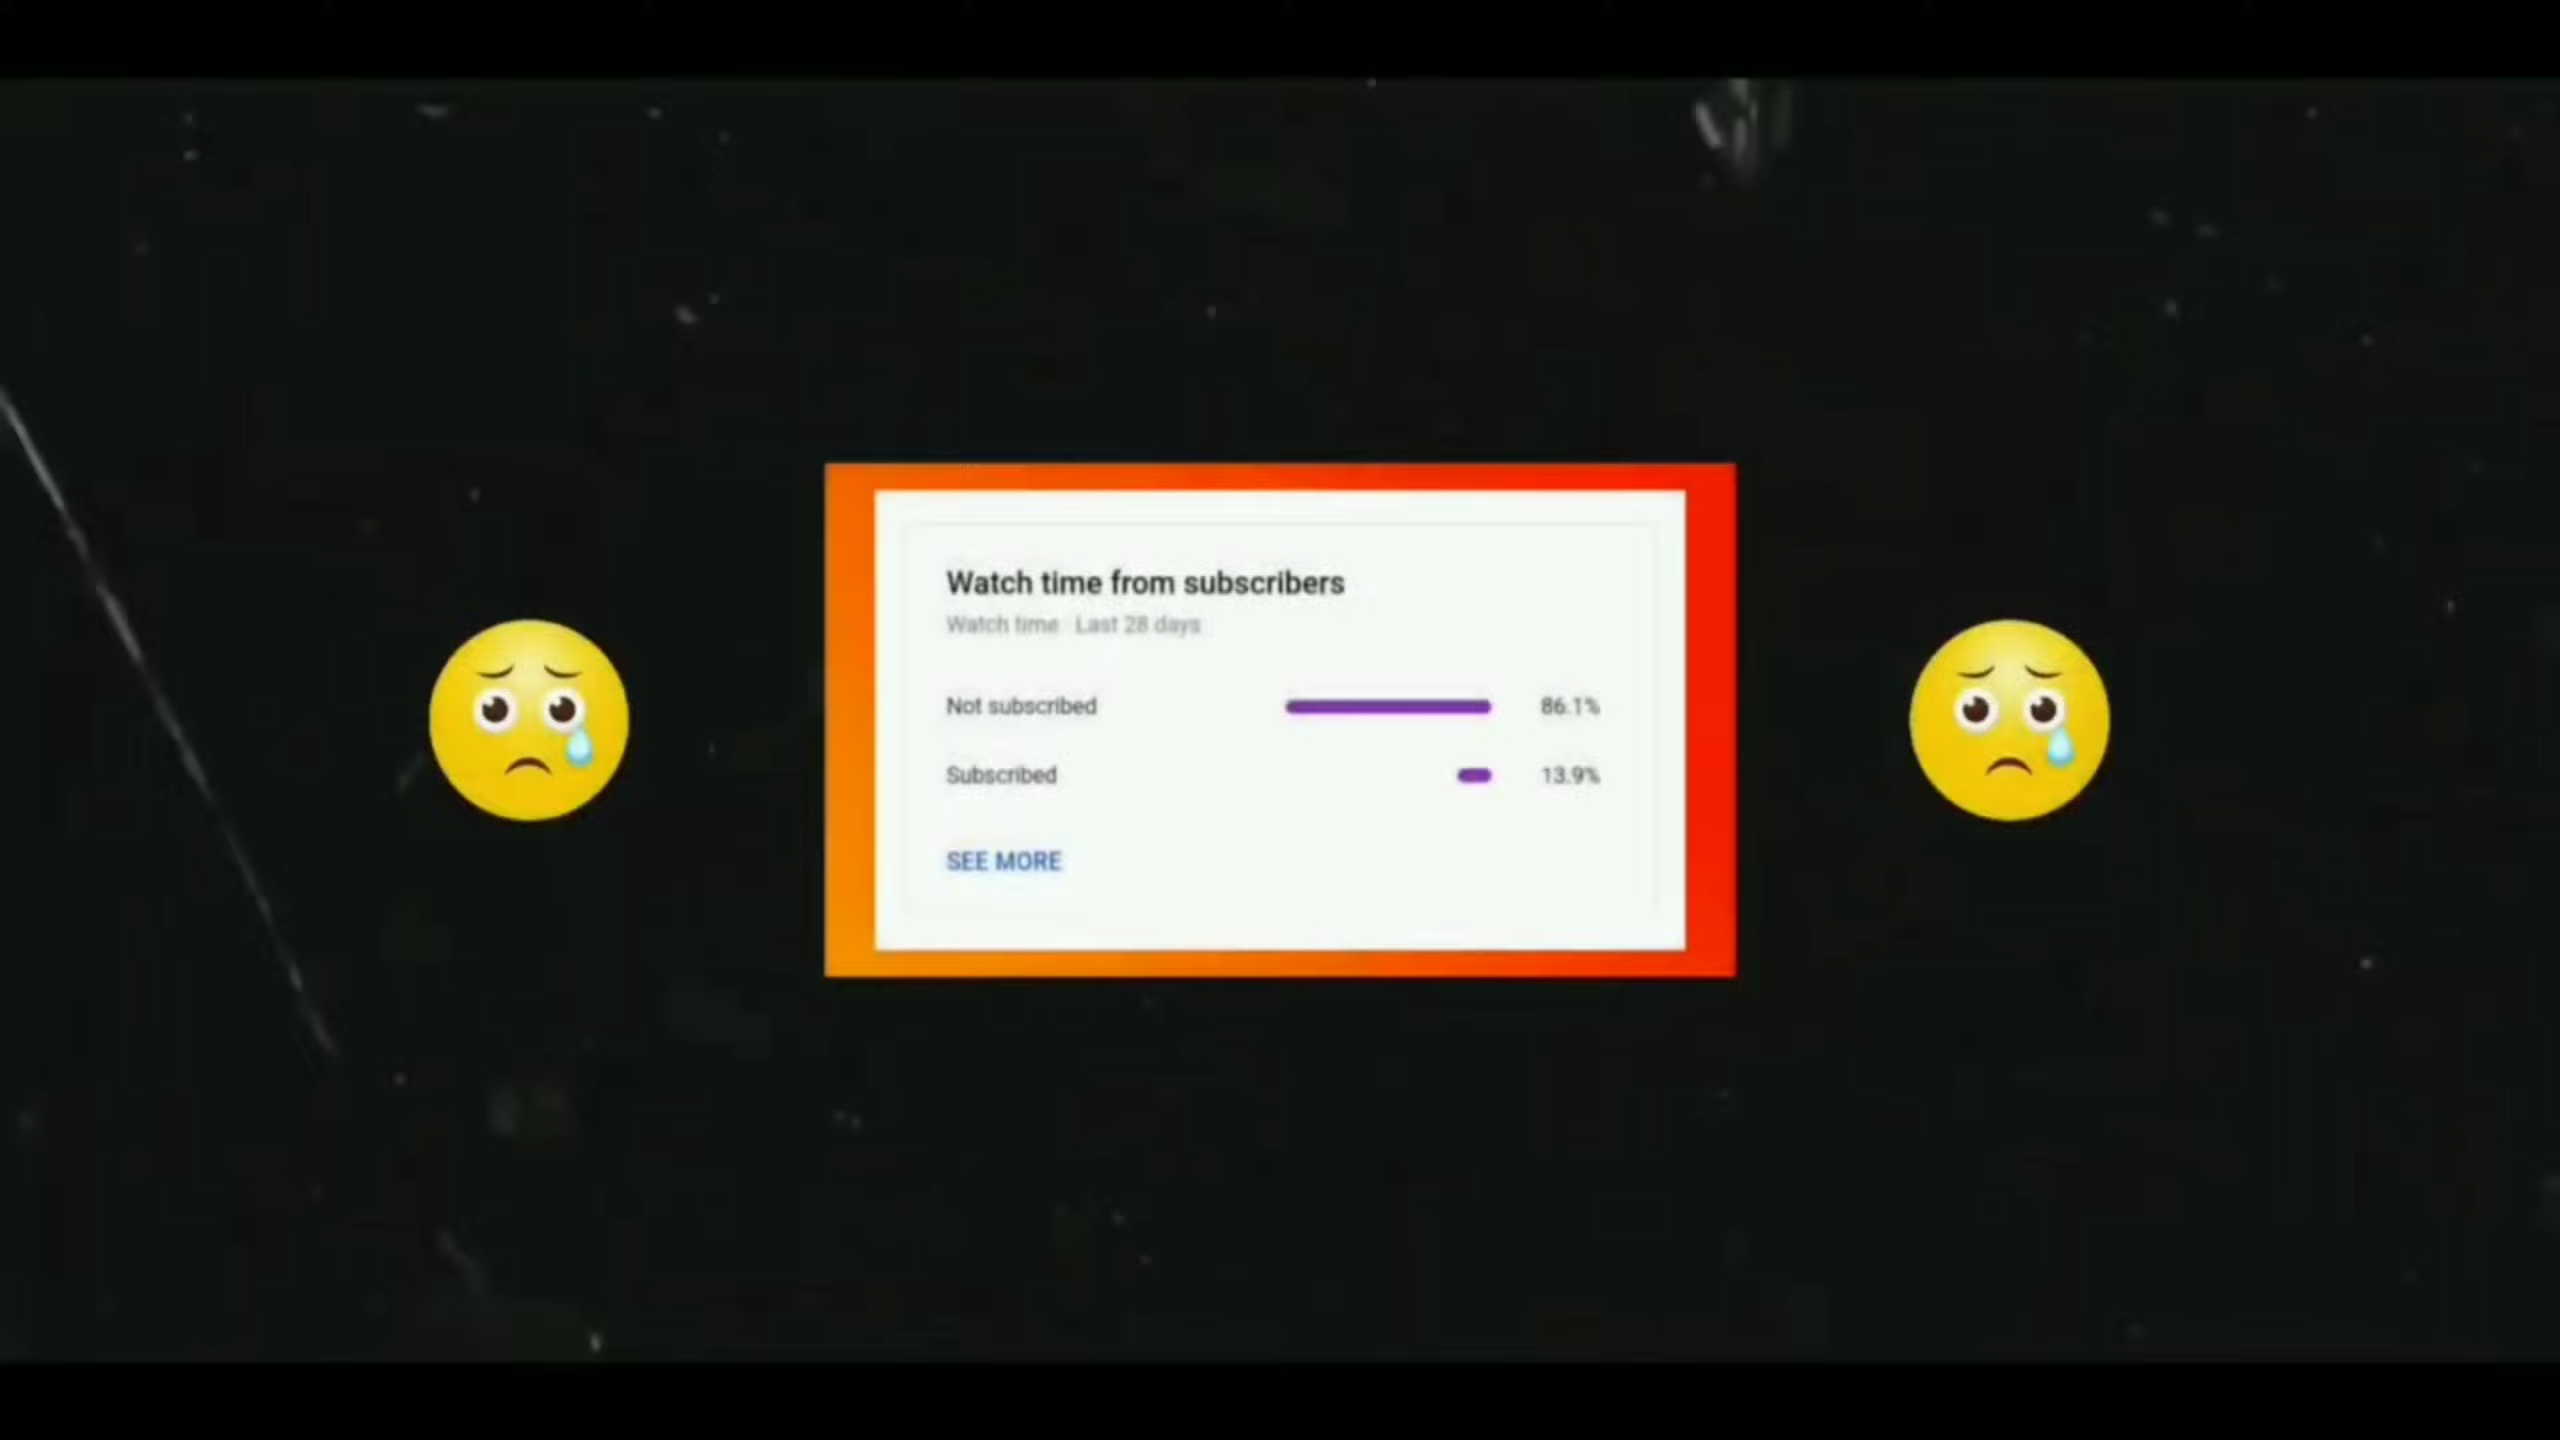 Watch time from subscribers
Watch time · Last 28 days
Not subscribed 86.1%
Subscribed 13.9%
SEE MORE